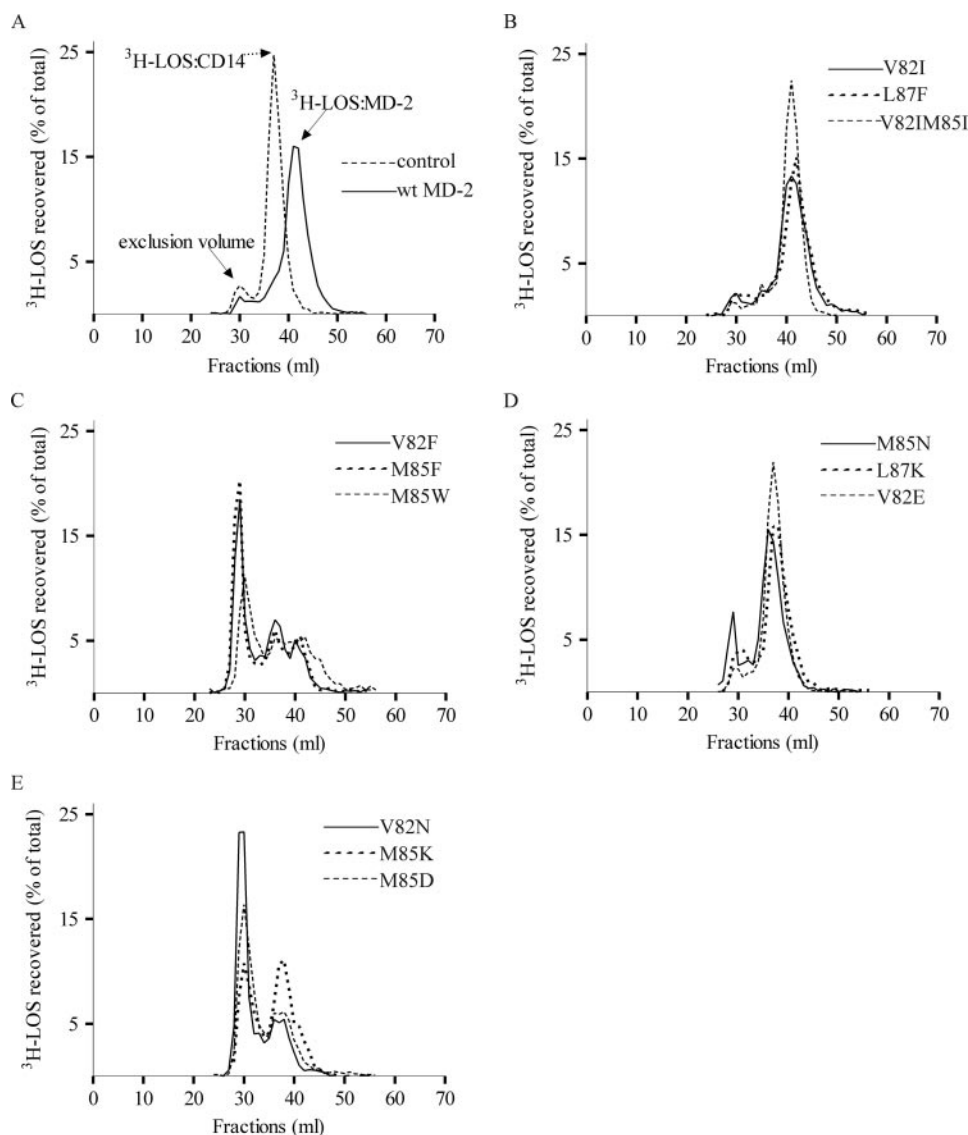 A
³H-LOS recovered (% of total)
25
15
5
³H-LOS:CD14
³H-LOS:MD-2
control
wt MD-2
exclusion volume
0 10 20 30 40 50 60 70
Fractions (ml)
B
³H-LOS recovered (% of total)
25
15
5
V82I
L87F
V82IM85I
0 10 20 30 40 50 60 70
Fractions (ml)
C
³H-LOS recovered (% of total)
25
15
5
V82F
M85F
M85W
0 10 20 30 40 50 60 70
Fractions (ml)
D
³H-LOS recovered (% of total)
25
15
5
M85N
L87K
V82E
0 10 20 30 40 50 60 70
Fractions (ml)
E
³H-LOS recovered (% of total)
25
15
5
V82N
M85K
M85D
0 10 20 30 40 50 60 70
Fractions (ml)